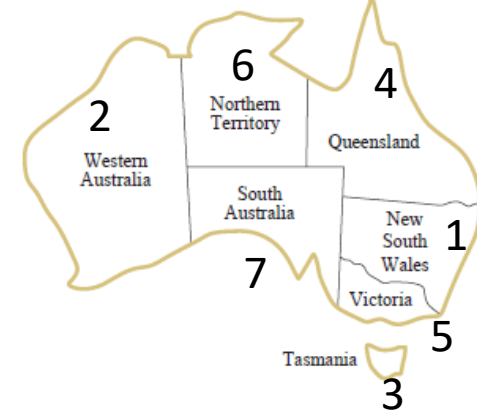 6
4
2
Northern
Territory
Queensland
Western
Australia
South
Australia
New
South
Wales
1
7
Victoria
5
Tasmania
3